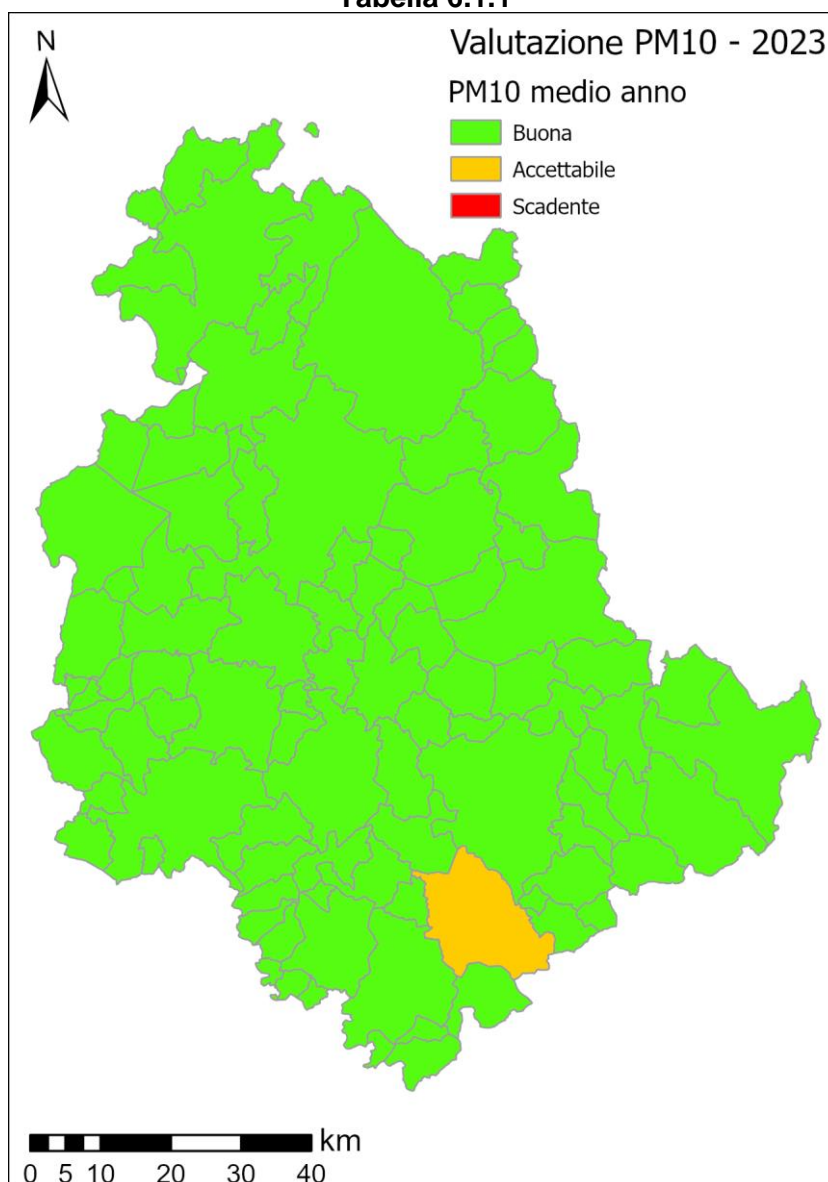 Tabella 6.1.1
N
Valutazione PM10 - 2023
PM10 medio anno
Buona
Accettabile
Scadente
km
0 5 10 20 30 40